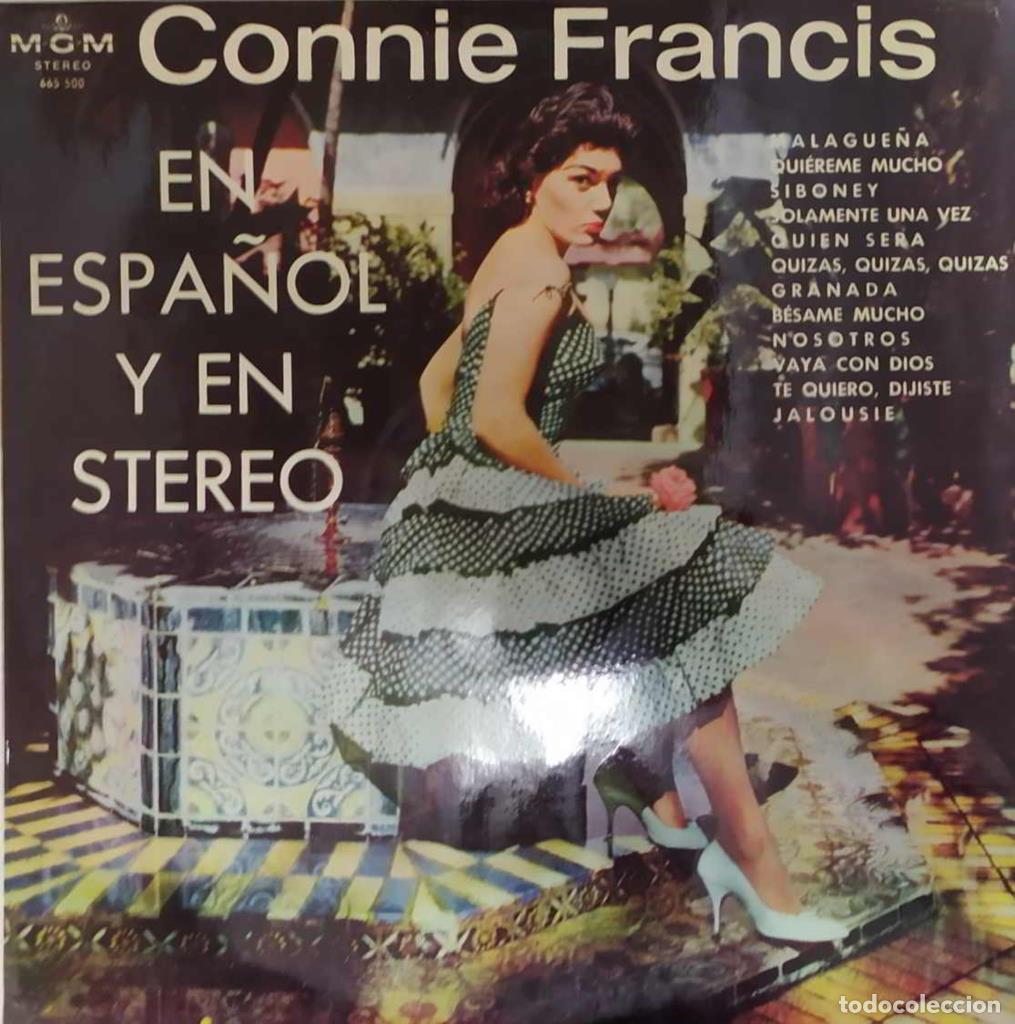 MGM
STEREO
665 500
Connie Francis
EN
ESPAÑOL
Y EN
STEREO
MALAGUEÑA
QUIÉREME MUCHO
SIBONEY
SOLAMENTE UNA VEZ
QUIEN SERA
QUIZAS, QUIZAS, QUIZAS
GRANADA
BÉSAME MUCHO
NOSOTROS
VAYA CON DIOS
TE QUIERO, DIJISTE
JALOUSIE
todocoleccion